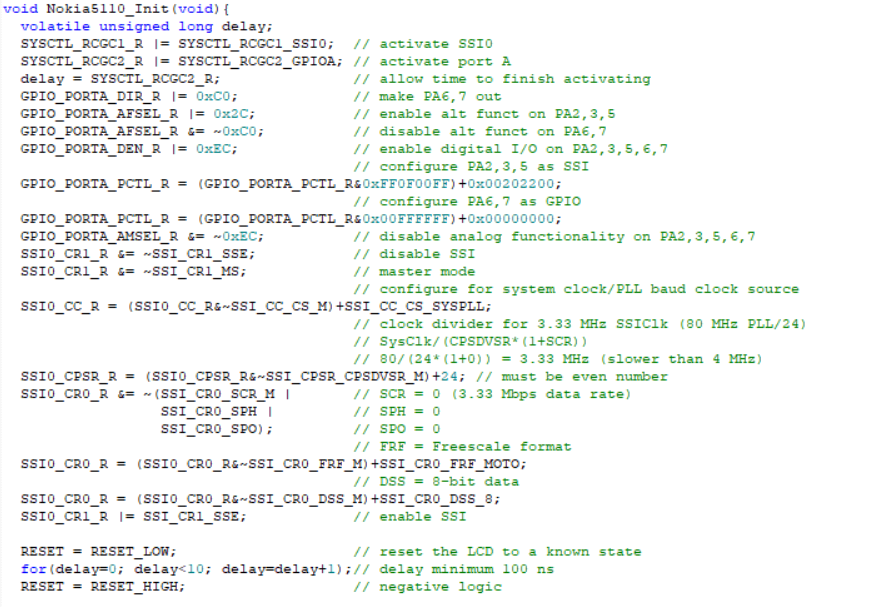 void Nokia5110_Init(void){
  volatile unsigned long delay;
  SYSCTL_RCGC1_R |= SYSCTL_RCGC1_SSI0;  // activate SSI0
  SYSCTL_RCGC2_R |= SYSCTL_RCGC2_GPIOA; // activate port A
  delay = SYSCTL_RCGC2_R;               // allow time to finish activating
  GPIO_PORTA_DIR_R |= 0xC0;             // make PA6,7 out
  GPIO_PORTA_AFSEL_R |= 0x2C;           // enable alt funct on PA2,3,5
  GPIO_PORTA_AFSEL_R &= ~0xC0;          // disable alt funct on PA6,7
  GPIO_PORTA_DEN_R |= 0xEC;             // enable digital I/O on PA2,3,5,6,7
                                        // configure PA2,3,5 as SSI
  GPIO_PORTA_PCTL_R = (GPIO_PORTA_PCTL_R&0xFF0F00FF)+0x00202200;
                                        // configure PA6,7 as GPIO
  GPIO_PORTA_PCTL_R = (GPIO_PORTA_PCTL_R&0x00FFFFFF)+0x00000000;
  GPIO_PORTA_AMSEL_R &= ~0xEC;          // disable analog functionality on PA2,3,5,6,7
  SSI0_CR1_R &= ~SSI_CR1_SSE;           // disable SSI
  SSI0_CR1_R &= ~SSI_CR1_MS;            // master mode
                                        // configure for system clock/PLL baud clock source
  SSI0_CC_R = (SSI0_CC_R&~SSI_CC_CS_M)+SSI_CC_CS_SYSPLL;
                                        // clock divider for 3.33 MHz SSIClk (80 MHz PLL/24)
                                        // SysClk/(CPSDVSR*(1+SCR))
                                        // 80/(24*(1+0)) = 3.33 MHz (slower than 4 MHz)
  SSI0_CPSR_R = (SSI0_CPSR_R&~SSI_CPSR_CPSDVSR_M)+24; // must be even number
  SSI0_CR0_R &= ~(SSI_CR0_SCR_M |       // SCR = 0 (3.33 Mbps data rate)
                  SSI_CR0_SPH |         // SPH = 0
                  SSI_CR0_SPO);         // SPO = 0
                                        // FRF = Freescale format
  SSI0_CR0_R = (SSI0_CR0_R&~SSI_CR0_FRF_M)+SSI_CR0_FRF_MOTO;
                                        // DSS = 8-bit data
  SSI0_CR0_R = (SSI0_CR0_R&~SSI_CR0_DSS_M)+SSI_CR0_DSS_8;
  SSI0_CR1_R |= SSI_CR1_SSE;            // enable SSI

  RESET = RESET_LOW;                    // reset the LCD to a known state
  for(delay=0; delay<10; delay=delay+1);// delay minimum 100 ns
  RESET = RESET_HIGH;                   // negative logic